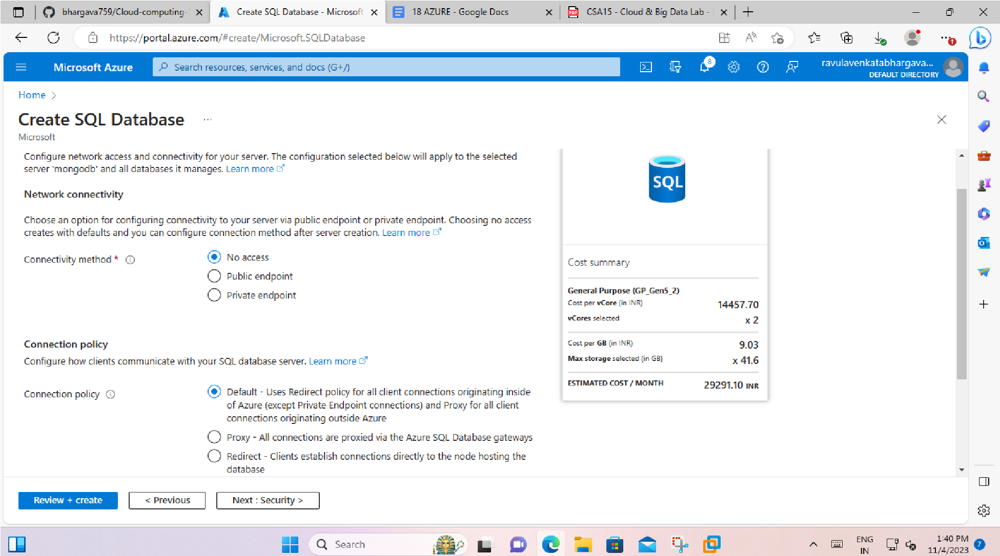 bhargava759/Cloud-computing-
Create SQL Database - Microsoft
18 AZURE - Google Docs
CSA15 - Cloud & Big Data Lab -
https://portal.azure.com/#create/Microsoft.SQLDatabase
Microsoft Azure
Search resources, services, and docs (G+/)
8
ravulavenkatabhargava...
DEFAULT DIRECTORY
Home >
Create SQL Database ...
Microsoft
Configure network access and connectivity for your server. The configuration selected below will apply to the selected
server 'mongodb' and all databases it manages. Learn more
Network connectivity
Choose an option for configuring connectivity to your server via public endpoint or private endpoint. Choosing no access
creates with defaults and you can configure connection method after server creation. Learn more
Connectivity method *
No access
Public endpoint
Private endpoint
Connection policy
Configure how clients communicate with your SQL database server. Learn more
Connection policy
Default - Uses Redirect policy for all client connections originating inside
of Azure (except Private Endpoint connections) and Proxy for all client
connections originating outside Azure
Proxy - All connections are proxied via the Azure SQL Database gateways
Redirect - Clients establish connections directly to the node hosting the
database
SQL
Cost summary
General Purpose (GP_Gen5_2)
Cost per vCore (in INR) 14457.70
vCores selected x 2
Cost per GB (in INR) 9.03
Max storage selected (in GB) x 41.6
ESTIMATED COST / MONTH 29291.10 INR
Review + create
< Previous
Next : Security >
Search
ENG
IN
1:40 PM
11/4/2023
7